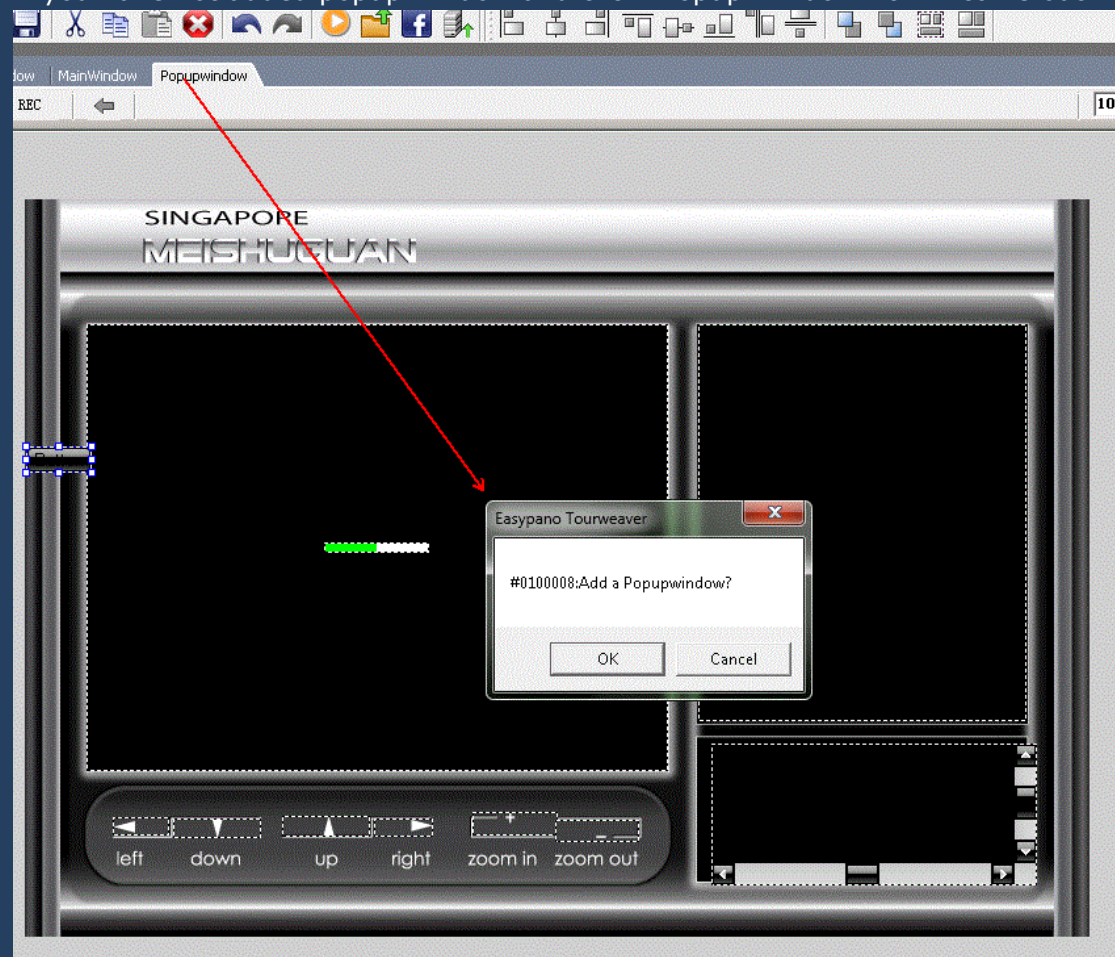 low MainWindow Popupwindow
REC
10
SINGAPORE
MEISHUGUAN
Easypano Tourweaver
#0100008:Add a Popupwindow?
OK Cancel
left down up right zoom in zoom out